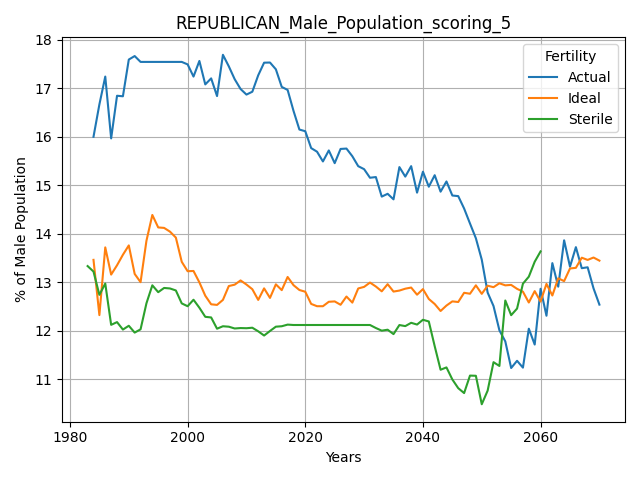 REPUBLICAN_Male_Population_scoring_5
18
17
16
15
14
13
12
11
% of Male Population
Fertility
Actual
Ideal
Sterile
1980
2000
2020
2040
2060
Years